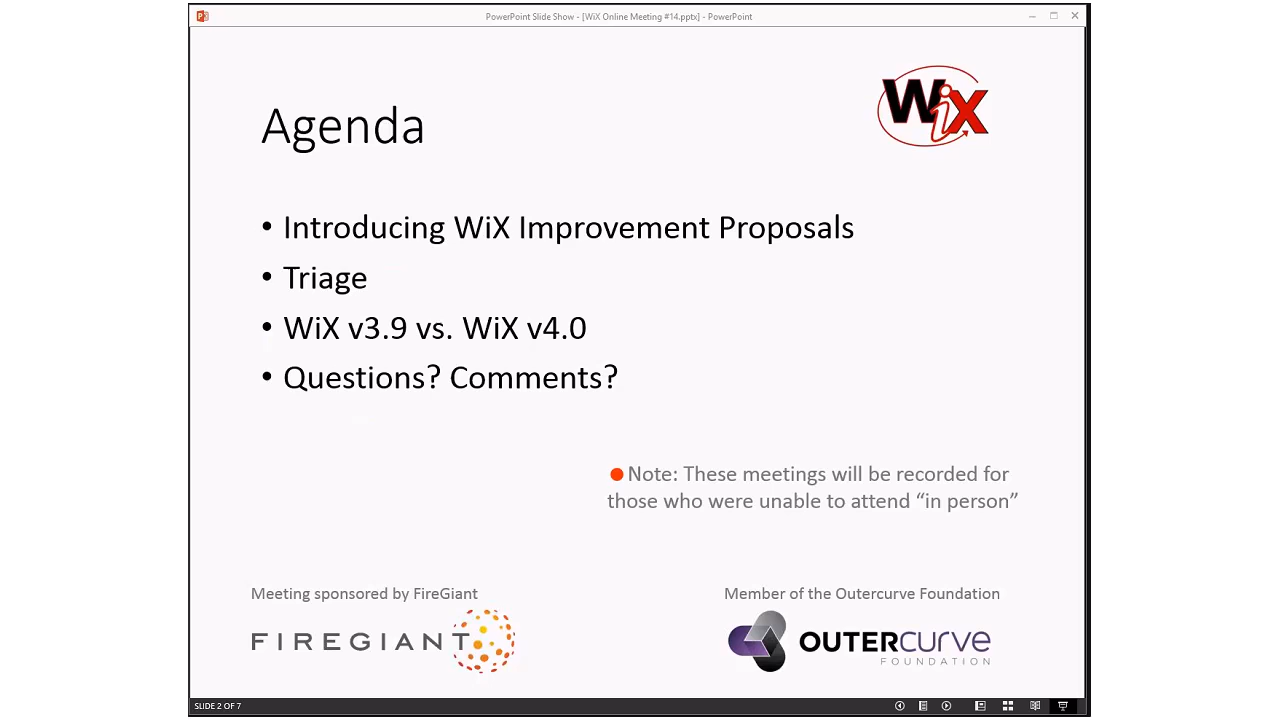 PowerPoint Slide Show - [WiX Online Meeting #14.pptx] - PowerPoint
WiX
Agenda
• Introducing WiX Improvement Proposals
• Triage
• WiX v3.9 vs. WiX v4.0
• Questions? Comments?
Note: These meetings will be recorded for
those who were unable to attend “in person”
Meeting sponsored by FireGiant
FIREGIANT
Member of the Outercurve Foundation
OUTERCURVE
FOUNDATION
SLIDE 2 OF 7